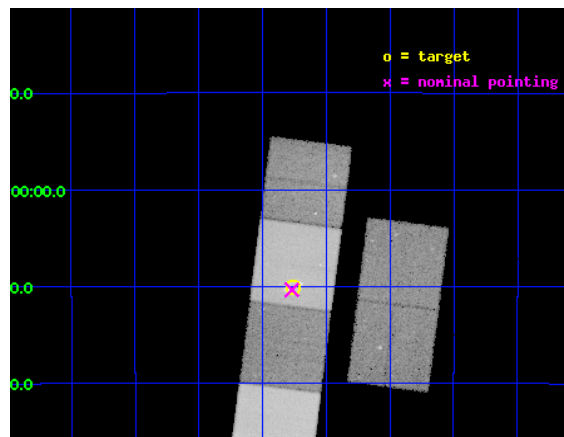 o = target
x = nominal pointing
0.0
00:00.0
0.0
0.0